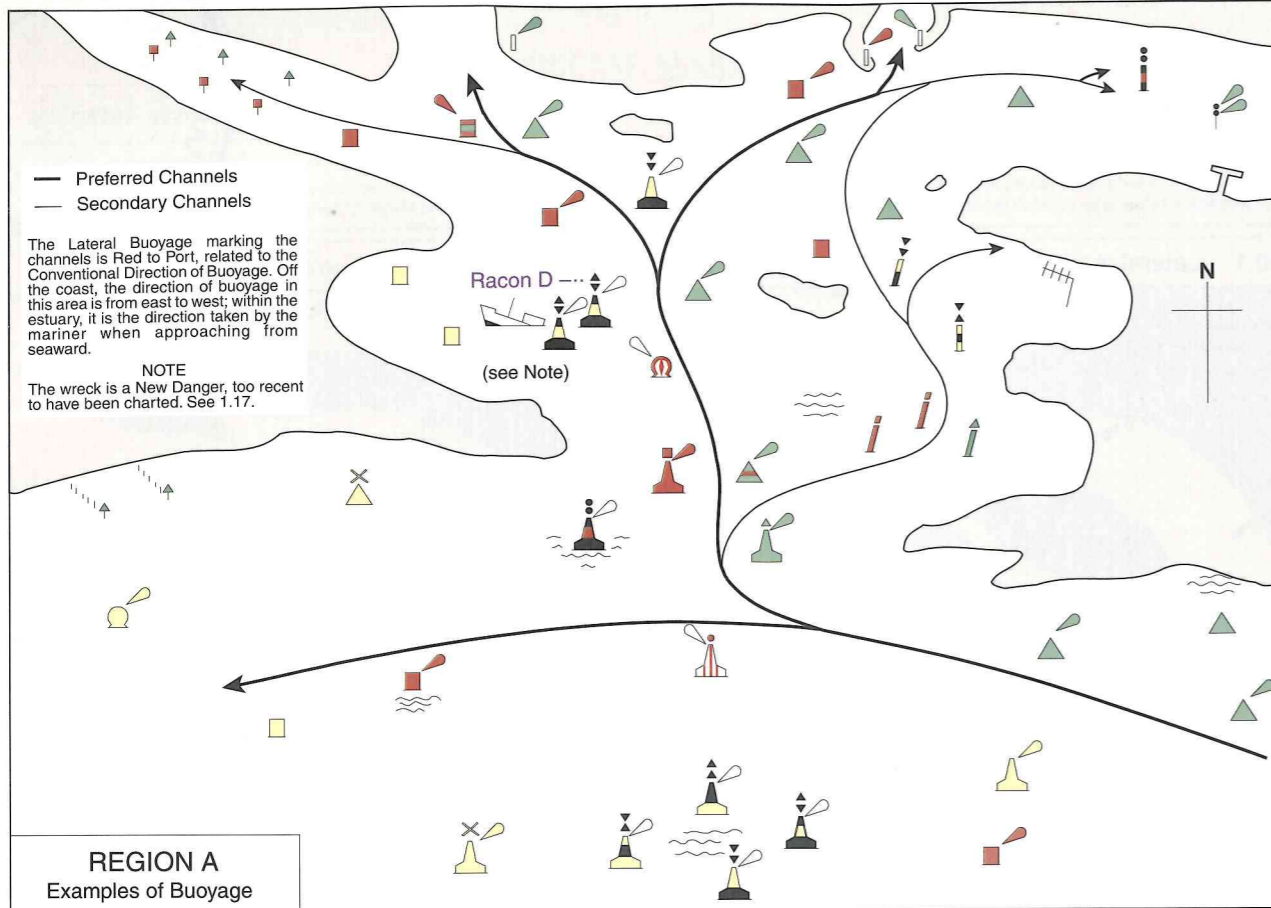 Preferred Channels
Secondary Channels
The Lateral Buoyage marking the
channels is Red to Port, related to the
Conventional Direction of Buoyage. Off
the coast, the direction of buoyage in
this area is from east to west; within the
estuary, it is the direction taken by the
mariner when approaching from
seaward.
NOTE
The wreck is a New Danger, too recent
to have been charted. See 1.17.
Racon D
(see Note)
N
REGION A
Examples of Buoyage